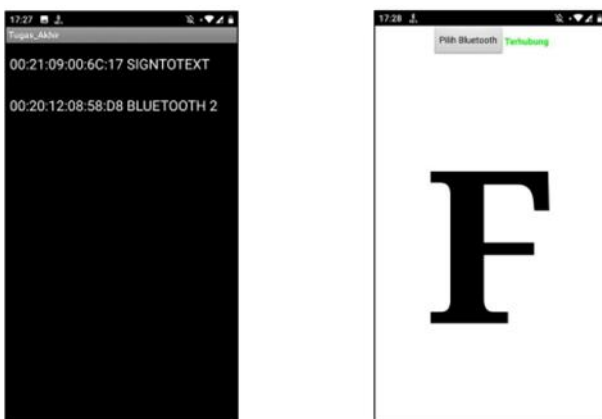 17:27
Tugas_Akhir
00:21:09:00:6C:17 SIGNTOTEXT
00:20:12:08:58:D8 BLUETOOTH 2
17:28
Pilih Bluetooth Terhubung
F